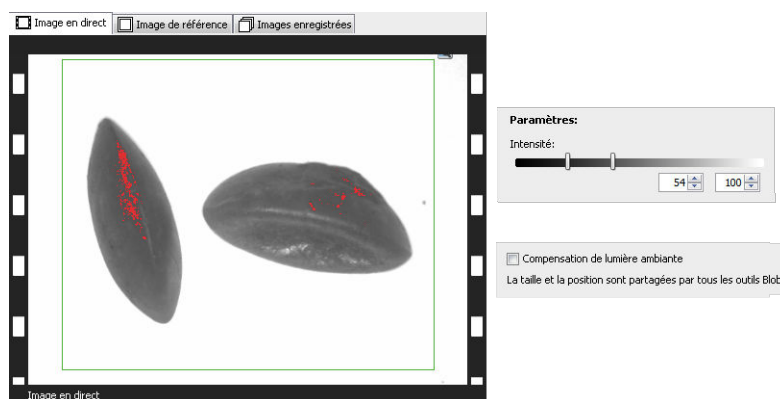 Image en direct
Image de référence
Images enregistrées
Paramètres:
Intensité:
54
100
Compensation de lumière ambiante
La taille et la position sont partagées par tous les outils Blob
Image en direct